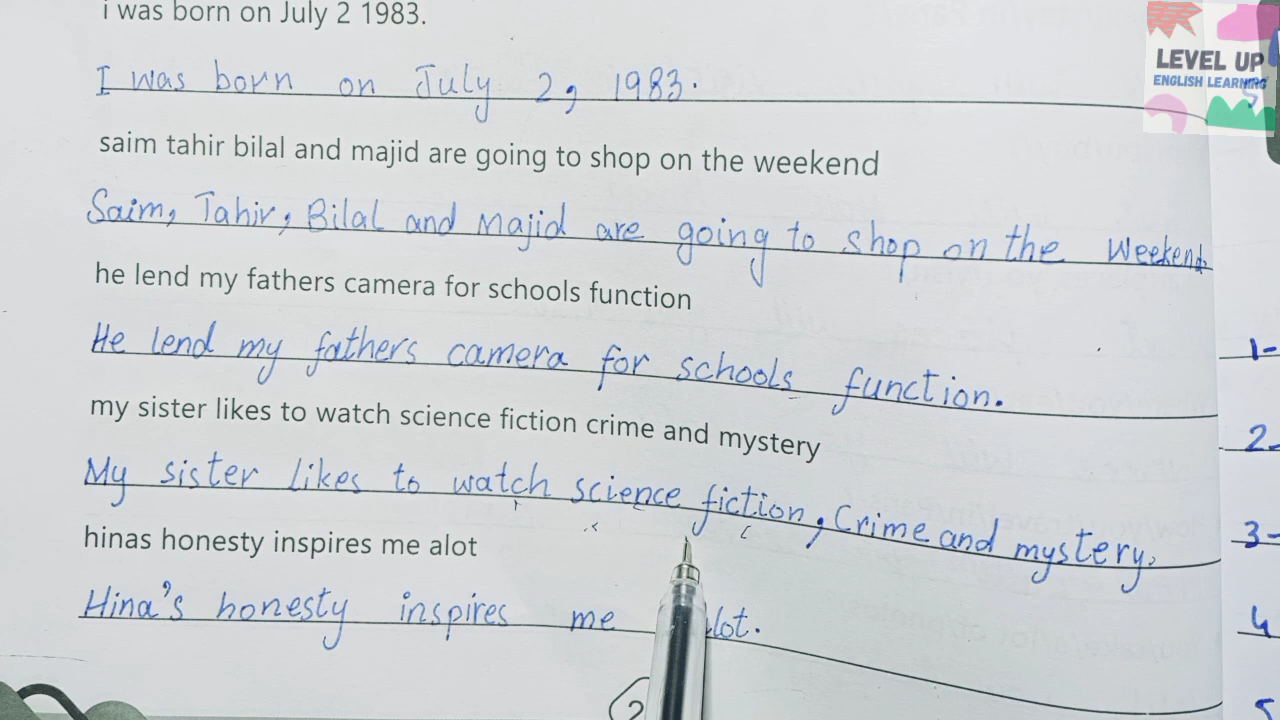 i was born on July 2 1983.
I was born on July 2, 1983.
LEVEL UP
ENGLISH LEARNING
saim tahir bilal and majid are going to shop on the weekend
Saim, Tahir, Bilal and Majid are going to shop on the weekend.
he lend my fathers camera for schools function
He lend my fathers camera for schools function.
1-
my sister likes to watch science fiction crime and mystery
2-
My sister likes to watch science fiction, Crime and mystery.
3-
hinas honesty inspires me alot
Hina's honesty inspires me lot.
4
5
2